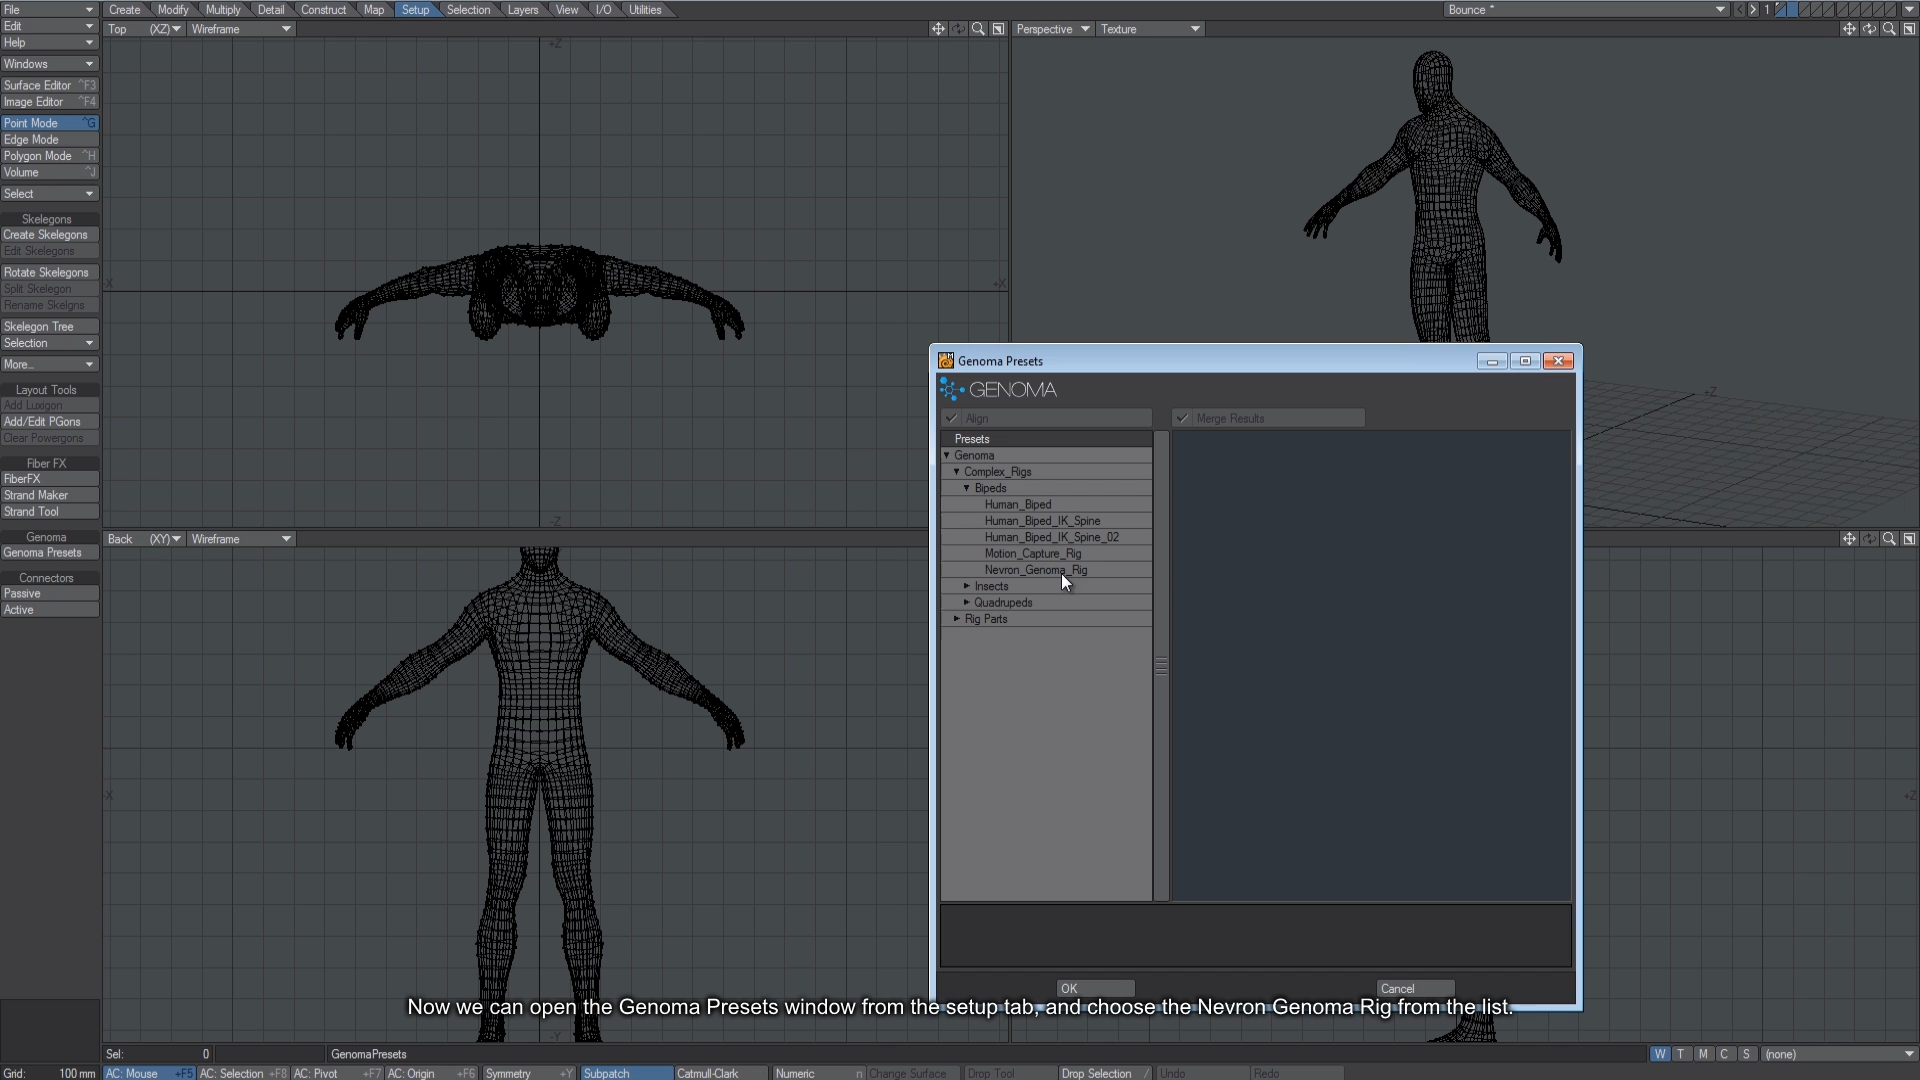 File Create Modify Multiply Detail Construct Map Setup Selection Layers View I/O Utilities Bounce * 1
Edit
Help
Windows
Surface Editor ^F3
Image Editor ^F4
Point Mode ^G
Edge Mode
Polygon Mode ^H
Volume ^J
Select
Skelegons
Create Skelegons
Edit Skelegons
Rotate Skelegons
Split Skelegon
Rename Skelgns
Skelegon Tree
Selection
More...
Layout Tools
Add Luxigon
Add/Edit PGons
Clear Powergons
Fiber FX
FiberFX
Strand Maker
Strand Tool
Genoma
Genoma Presets
Connectors
Passive
Active
Top (XZ) Wireframe
+Z
-X
+X
-Z
Perspective Texture
-Z
Back (XY) Wireframe
-X
-Y
+Z
Genoma Presets
GENOMA
Align
Merge Results
Presets
Genoma
Complex_Rigs
Bipeds
Human_Biped
Human_Biped_IK_Spine
Human_Biped_IK_Spine_02
Motion_Capture_Rig
Nevron_Genoma_Rig
Insects
Quadrupeds
Rig Parts
OK
Cancel
Now we can open the Genoma Presets window from the setup tab, and choose the Nevron Genoma Rig from the list.
Sel: 0 GenomaPresets W T M C S (none)
Grid: 100 mm AC: Mouse +F5 AC: Selection +F8 AC: Pivot +F7 AC: Origin +F6 Symmetry +Y Subpatch Catmull-Clark Numeric n Change Surface Drop Tool Drop Selection / Undo Redo